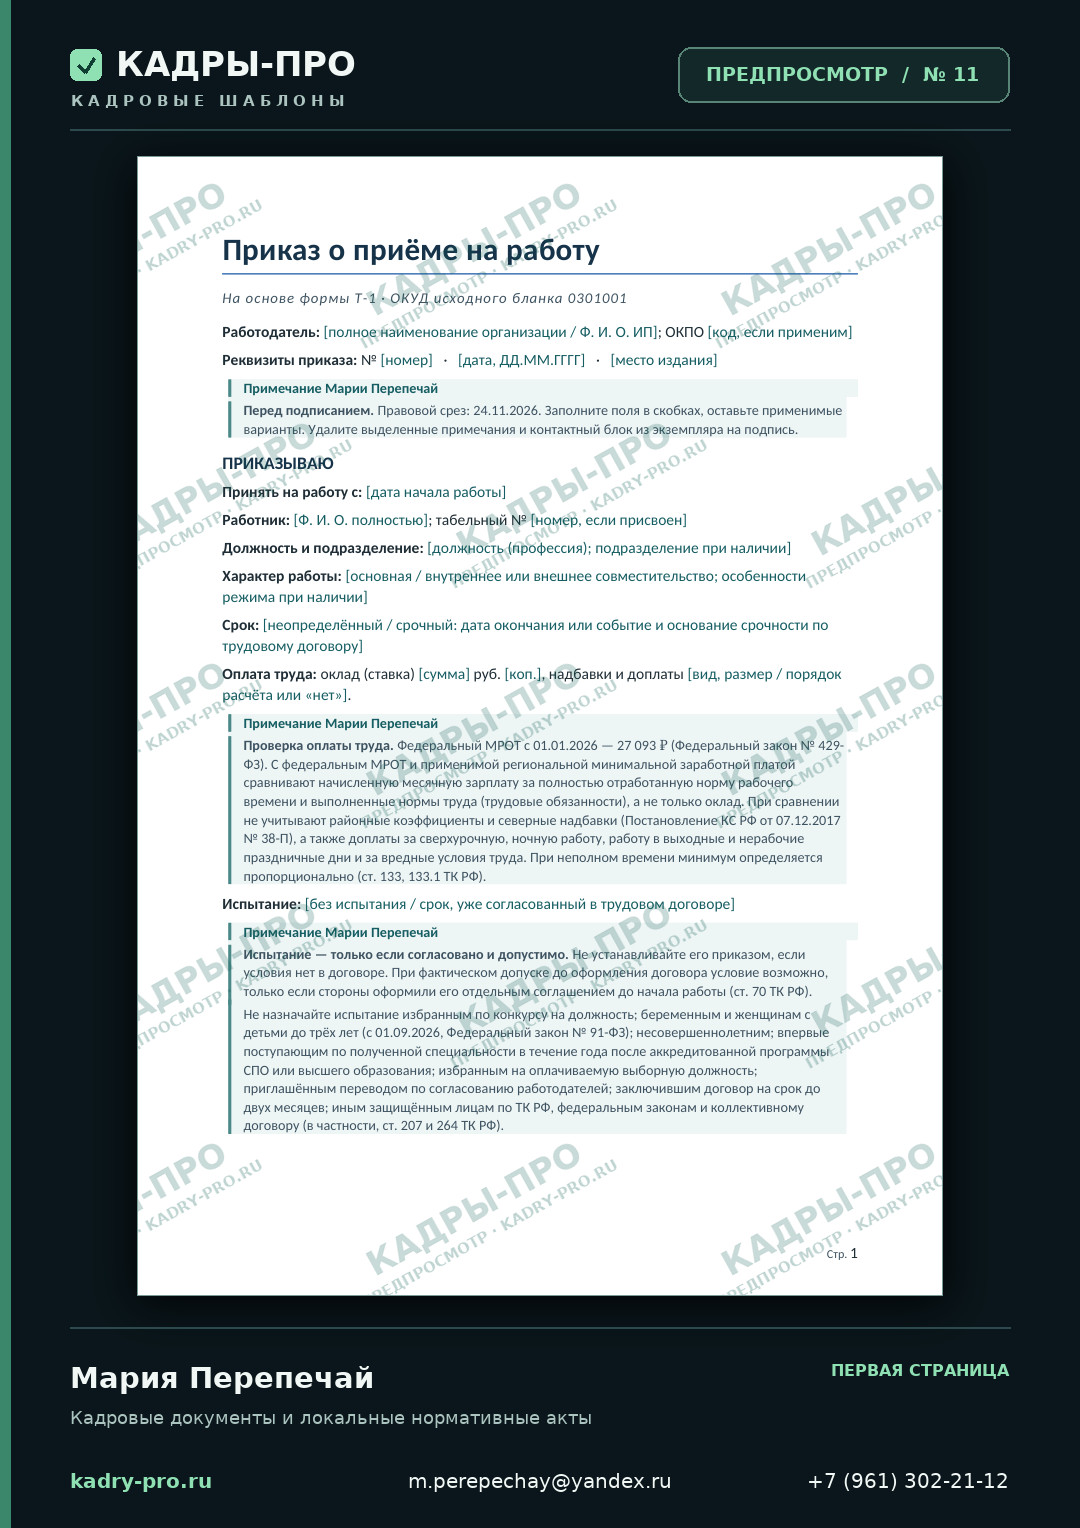 КАДРЫ-ПРО
КАДРОВЫЕ ШАБЛОНЫ
ПРЕДПРОСМОТР / № 11
Приказ о приёме на работу
На основе формы Т-1 · ОКУД исходного бланка 0301001
Работодатель: [полное наименование организации / Ф. И. О. ИП]; ОКПО [код, если применим]
Реквизиты приказа: № [номер] · [дата, ДД.ММ.ГГГГ] · [место издания]
Примечание Марии Перепечай
Перед подписанием. Правовой срез: 24.11.2026. Заполните поля в скобках, оставьте применимые
варианты. Удалите выделенные примечания и контактный блок из экземпляра на подпись.
ПРИКАЗЫВАЮ
Принять на работу с: [дата начала работы]
Работник: [Ф. И. О. полностью]; табельный № [номер, если присвоен]
Должность и подразделение: [должность (профессия); подразделение при наличии]
Характер работы: [основная / внутреннее или внешнее совместительство; особенности
режима при наличии]
Срок: [неопределённый / срочный: дата окончания или событие и основание срочности по
трудовому договору]
Оплата труда: оклад (ставка) [сумма] руб. [коп.], надбавки и доплаты [вид, размер / порядок
расчёта или «нет»].
Примечание Марии Перепечай
Проверка оплаты труда. Федеральный МРОТ с 01.01.2026 — 27 093 ₽ (Федеральный закон № 429-
ФЗ). С федеральным МРОТ и применимой региональной минимальной заработной платой
сравнивают начисленную месячную зарплату за полностью отработанную норму рабочего
времени и выполненные нормы труда (трудовые обязанности), а не только оклад. При сравнении
не учитывают районные коэффициенты и северные надбавки (Постановление КС РФ от 07.12.2017
№ 38-П), а также доплаты за сверхурочную, ночную работу, работу в выходные и нерабочие
праздничные дни и за вредные условия труда. При неполном времени минимум определяется
пропорционально (ст. 133, 133.1 ТК РФ).
Испытание: [без испытания / срок, уже согласованный в трудовом договоре]
Примечание Марии Перепечай
Испытание — только если согласовано и допустимо. Не устанавливайте его приказом, если
условия нет в договоре. При фактическом допуске до оформления договора условие возможно,
только если стороны оформили его отдельным соглашением до начала работы (ст. 70 ТК РФ).
Не назначайте испытание избранным по конкурсу на должность; беременным и женщинам с
детьми до трёх лет (с 01.09.2026, Федеральный закон № 91-ФЗ); несовершеннолетним; впервые
поступающим по полученной специальности в течение года после аккредитованной программы
СПО или высшего образования; избранным на оплачиваемую выборную должность;
приглашённым переводом по согласованию работодателей; заключившим договор на срок до
двух месяцев; иным защищённым лицам по ТК РФ, федеральным законам и коллективному
договору (в частности, ст. 207 и 264 ТК РФ).
КАДРЫ-ПРО
ПРЕДПРОСМОТР · KADRY-PRO.RU
Стр. 1
Мария Перепечай
ПЕРВАЯ СТРАНИЦА
Кадровые документы и локальные нормативные акты
kadry-pro.ru
m.perepechay@yandex.ru
+7 (961) 302-21-12